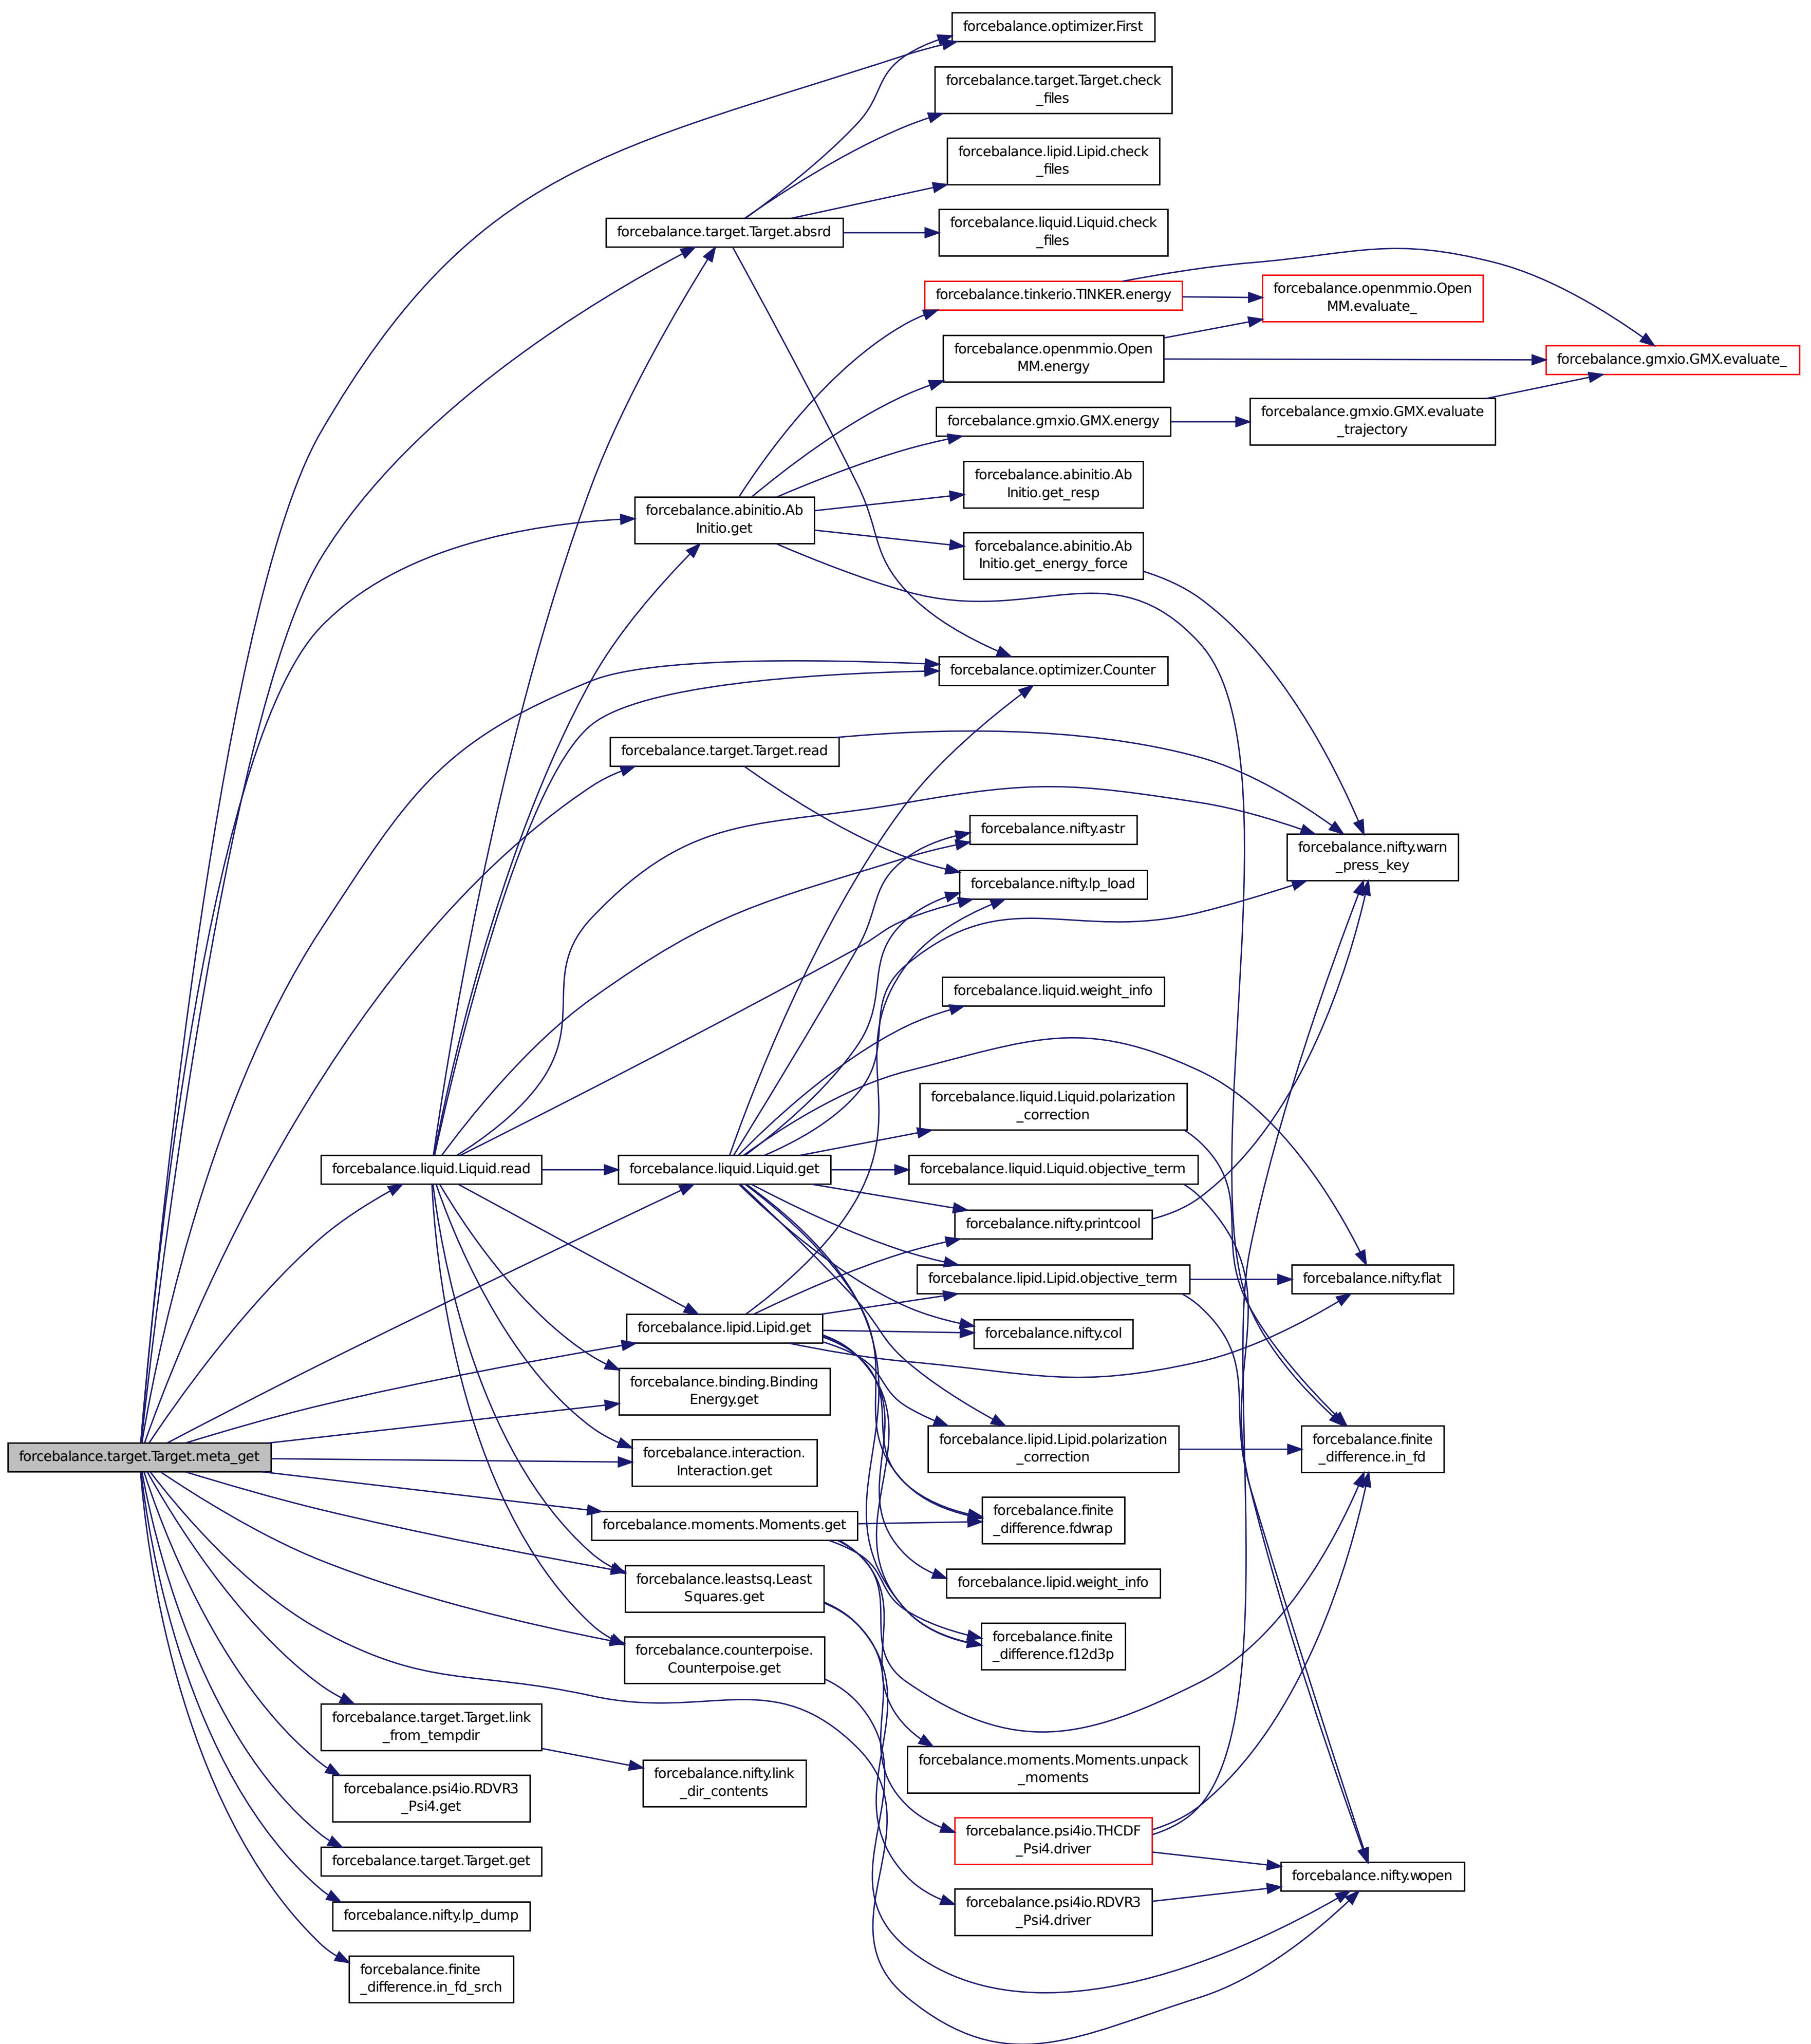 forcebalance.optimizer.First
forcebalance.target.Target.check
_files
forcebalance.lipid.Lipid.check
_files
forcebalance.target.Target.absrd
forcebalance.liquid.Liquid.check
_files
forcebalance.tinkerio.TINKER.energy
forcebalance.openmmio.Open
MM.evaluate_
forcebalance.openmmio.Open
MM.energy
forcebalance.gmxio.GMX.evaluate_
forcebalance.gmxio.GMX.energy
forcebalance.gmxio.GMX.evaluate
_trajectory
forcebalance.abinitio.Ab
Initio.get_resp
forcebalance.abinitio.Ab
Initio.get
forcebalance.abinitio.Ab
Initio.get_energy_force
forcebalance.optimizer.Counter
forcebalance.target.Target.read
forcebalance.nifty.astr
forcebalance.nifty.warn
_press_key
forcebalance.nifty.lp_load
forcebalance.liquid.weight_info
forcebalance.liquid.Liquid.polarization
_correction
forcebalance.liquid.Liquid.read
forcebalance.liquid.Liquid.get
forcebalance.liquid.Liquid.objective_term
forcebalance.nifty.printcool
forcebalance.lipid.Lipid.objective_term
forcebalance.nifty.flat
forcebalance.lipid.Lipid.get
forcebalance.nifty.col
forcebalance.binding.Binding
Energy.get
forcebalance.target.Target.meta_get
forcebalance.interaction.
Interaction.get
forcebalance.lipid.Lipid.polarization
_correction
forcebalance.finite
_difference.in_fd
forcebalance.moments.Moments.get
forcebalance.finite
_difference.fdwrap
forcebalance.leastsq.Least
Squares.get
forcebalance.lipid.weight_info
forcebalance.counterpoise.
Counterpoise.get
forcebalance.finite
_difference.f12d3p
forcebalance.target.Target.link
_from_tempdir
forcebalance.nifty.link
_dir_contents
forcebalance.moments.Moments.unpack
_moments
forcebalance.psi4io.RDVR3
_Psi4.get
forcebalance.psi4io.THCDF
_Psi4.driver
forcebalance.target.Target.get
forcebalance.nifty.wopen
forcebalance.nifty.lp_dump
forcebalance.psi4io.RDVR3
_Psi4.driver
forcebalance.finite
_difference.in_fd_srch